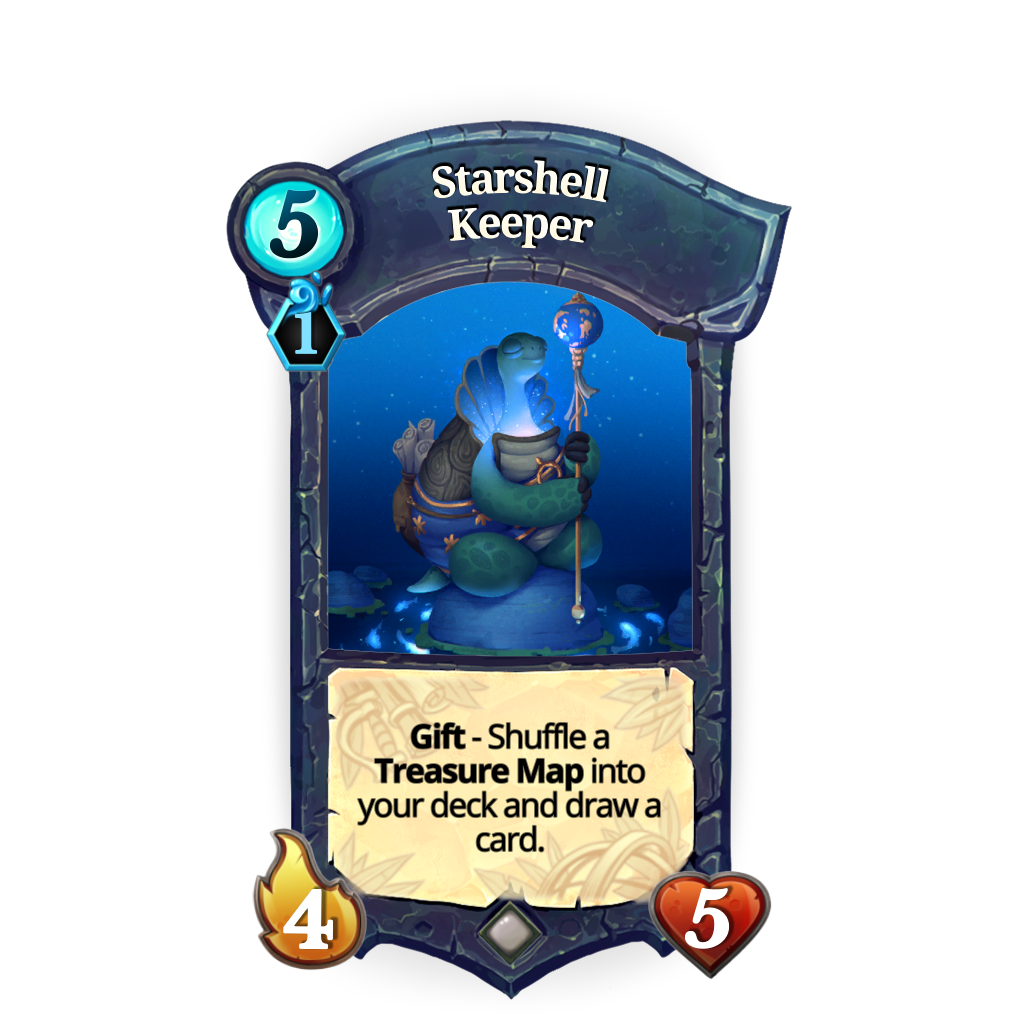 Starshell
Keeper
5
1
Gift - Shuffle a
Treasure Map into
your deck and draw a
card.
4
5